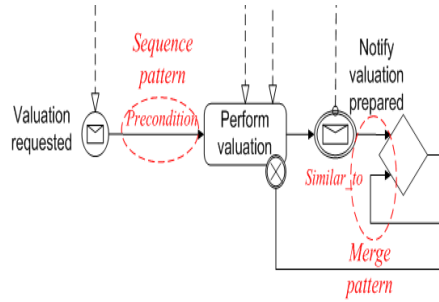 Sequence
pattern
Notify
valuation
prepared
Valuation
requested
Precondition
Perform
valuation
Similar_to
Merge
pattern